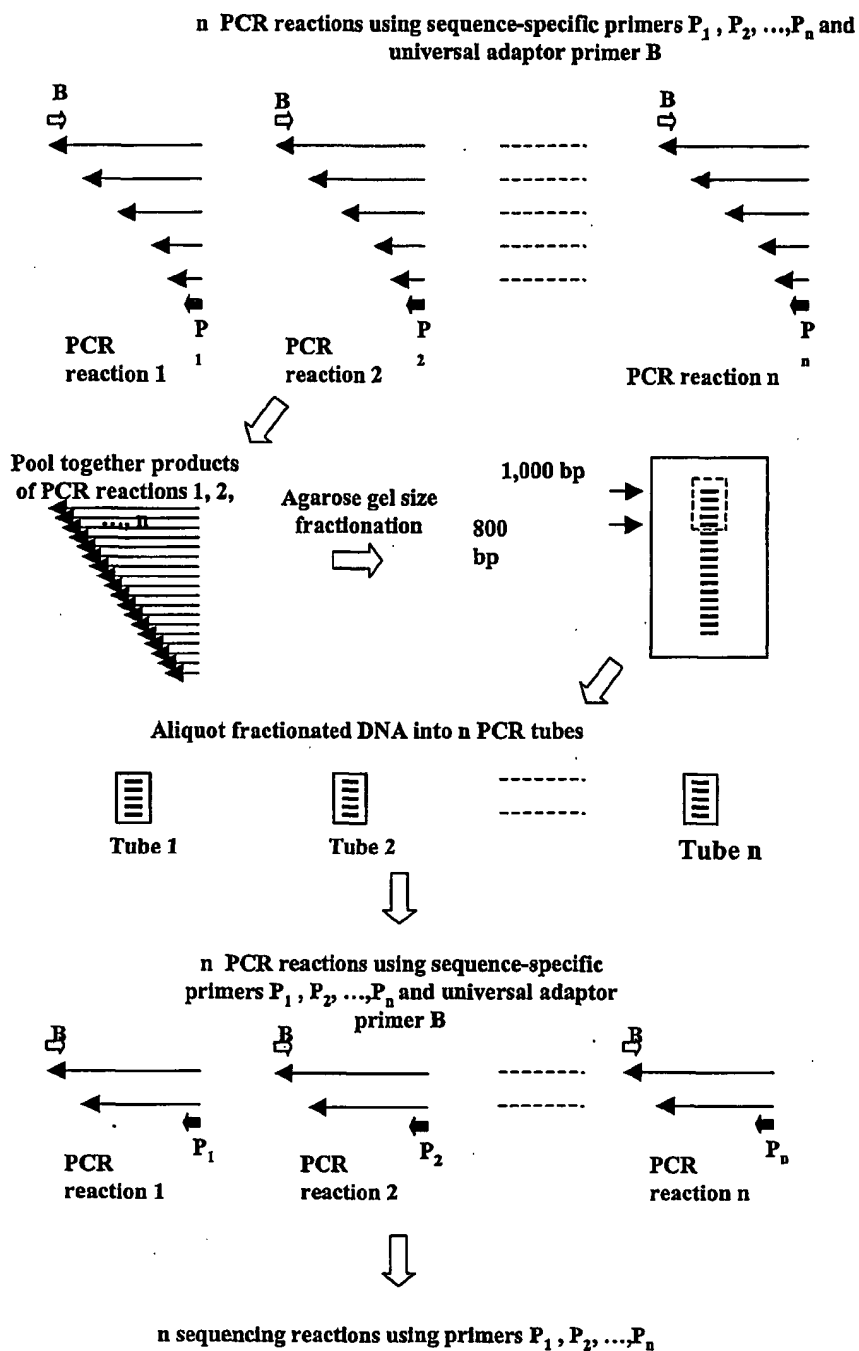 n PCR reactions using sequence-specific primers P1 , P2, ...,Pn and
universal adaptor primer B
B B B
P P P
1 2 n
PCR
reaction 1
PCR
reaction 2
PCR reaction n
Pool together products
of PCR reactions 1, 2,
..., n
Agarose gel size
fractionation
1,000 bp
800
bp
Aliquot fractionated DNA into n PCR tubes
Tube 1 Tube 2 Tube n
n PCR reactions using sequence-specific
primers P1 , P2, ...,Pn and universal adaptor
primer B
B B B
P1 P2 Pn
PCR
reaction 1
PCR
reaction 2
PCR
reaction n
n sequencing reactions using primers P1 , P2, ...,Pn